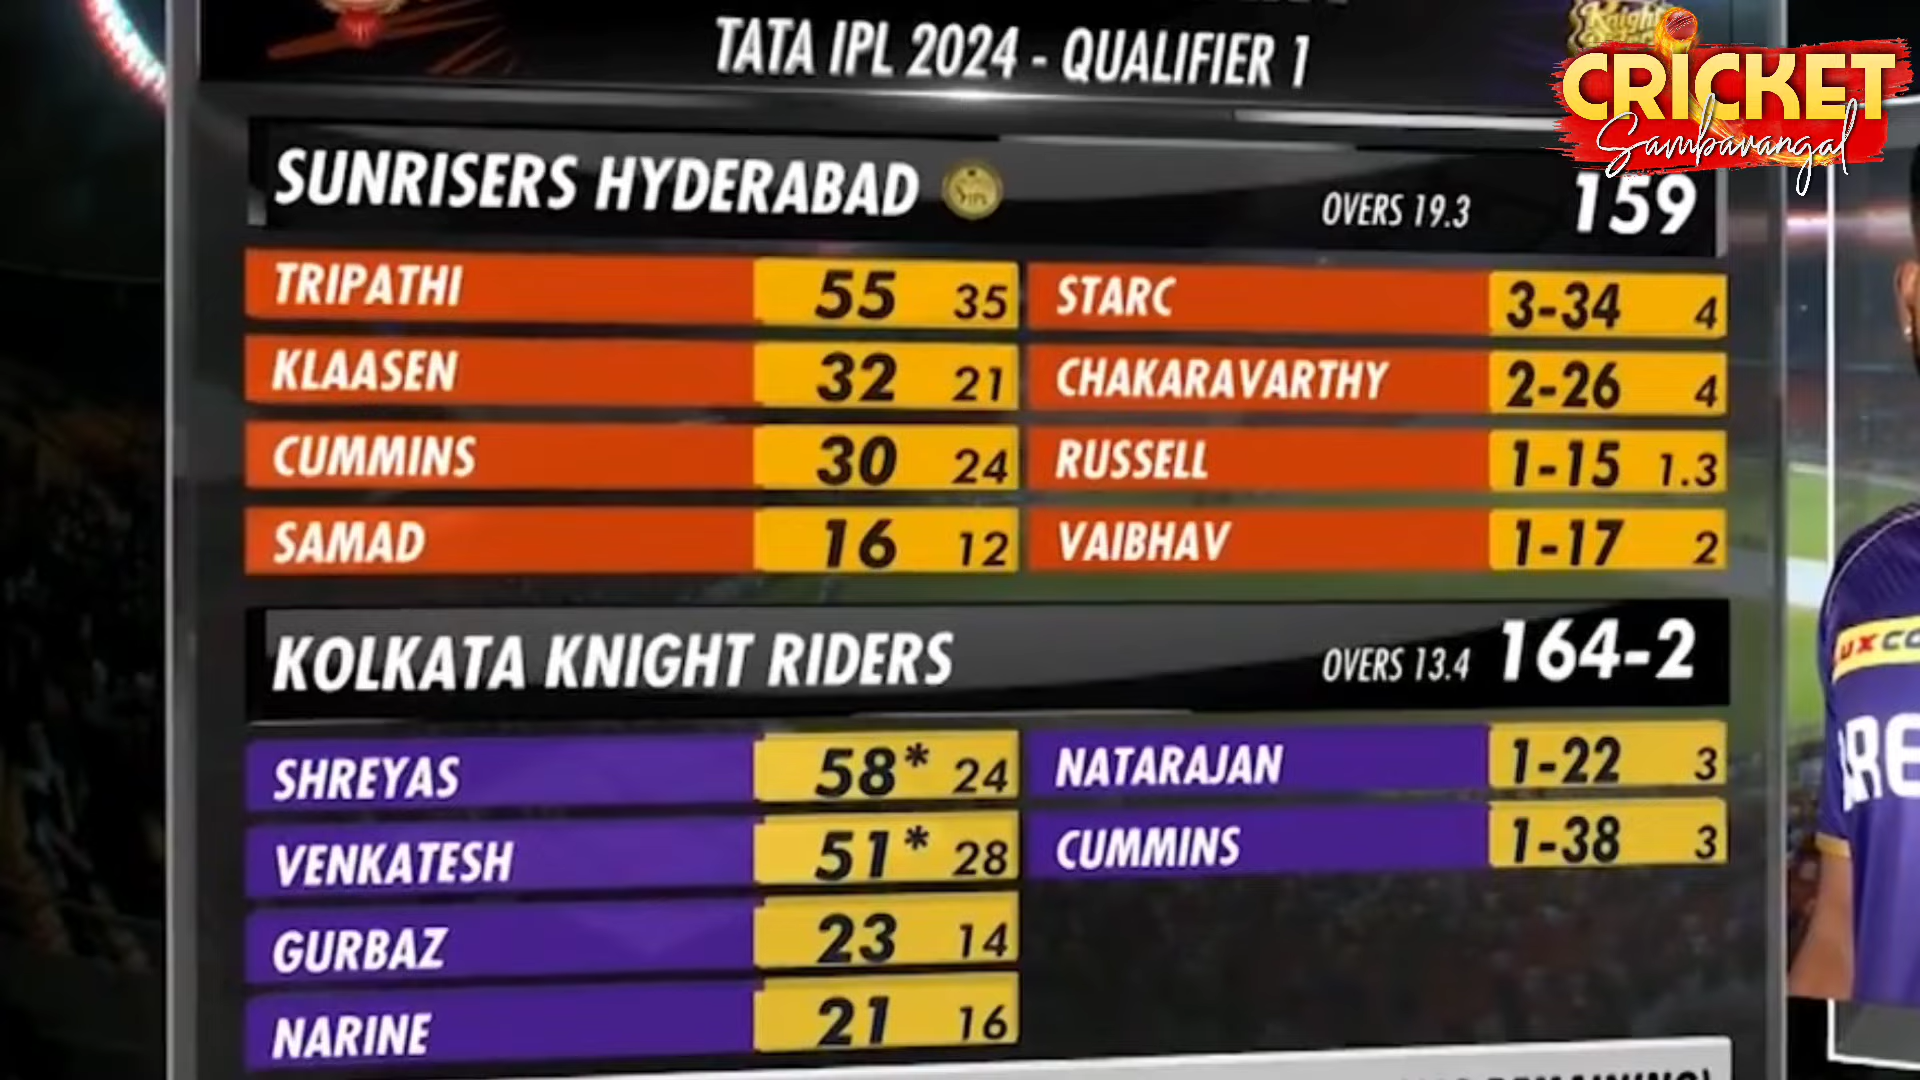 Knight
CRICKET
Sambavangal
TATA IPL 2024 - QUALIFIER 1
SUNRISERS HYDERABAD OVERS 19.3 159
TRIPATHI 55 35 STARC 3-34 4
KLAASEN 32 21 CHAKARAVARTHY 2-26 4
CUMMINS 30 24 RUSSELL 1-15 1.3
SAMAD 16 12 VAIBHAV 1-17 2
KOLKATA KNIGHT RIDERS OVERS 13.4 164-2
SHREYAS 58* 24 NATARAJAN 1-22 3
VENKATESH 51* 28 CUMMINS 1-38 3
GURBAZ 23 14
NARINE 21 16